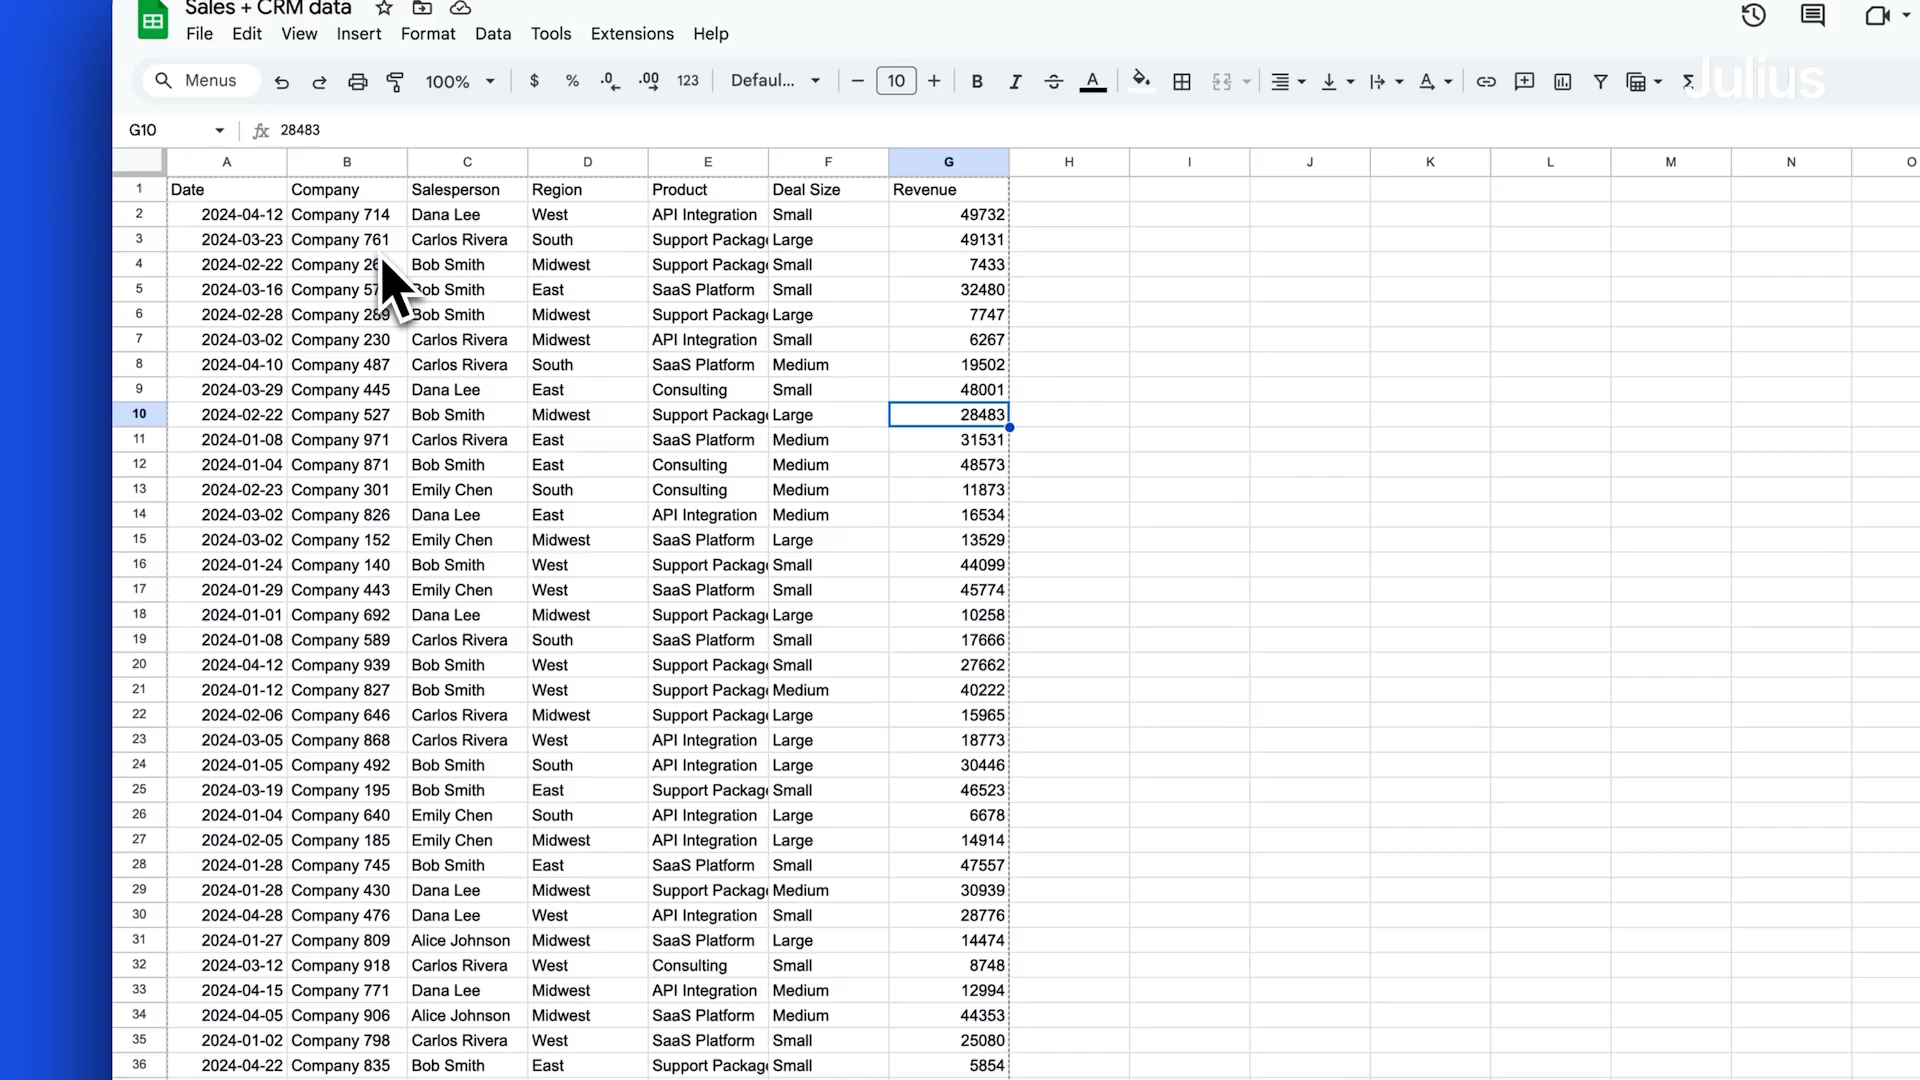 Sales + CRM data
File Edit View Insert Format Data Tools Extensions Help
Menus 100% $ % .0 .00 123 Defaul... 10 B I A Σ Julius
G10 fx 28483
A B C D E F G H I J K L M N O
1 Date Company Salesperson Region Product Deal Size Revenue
2 2024-04-12 Company 714 Dana Lee West API Integration Small 49732
3 2024-03-23 Company 761 Carlos Rivera South Support Package Large 49131
4 2024-02-22 Company Bob Smith Midwest Support Package Small 7433
5 2024-03-16 Company Bob Smith East SaaS Platform Small 32480
6 2024-02-28 Company 289 Bob Smith Midwest Support Package Large 7747
7 2024-03-02 Company 230 Carlos Rivera Midwest API Integration Small 6267
8 2024-04-10 Company 487 Carlos Rivera South SaaS Platform Medium 19502
9 2024-03-29 Company 445 Dana Lee East Consulting Small 48001
10 2024-02-22 Company 527 Bob Smith Midwest Support Package Large 28483
11 2024-01-08 Company 971 Carlos Rivera East SaaS Platform Medium 31531
12 2024-01-04 Company 871 Bob Smith East Consulting Medium 48573
13 2024-02-23 Company 301 Emily Chen South Consulting Medium 11873
14 2024-03-02 Company 826 Dana Lee East API Integration Medium 16534
15 2024-03-02 Company 152 Emily Chen Midwest SaaS Platform Large 13529
16 2024-01-24 Company 140 Bob Smith West Support Package Small 44099
17 2024-01-29 Company 443 Emily Chen West SaaS Platform Small 45774
18 2024-01-01 Company 692 Dana Lee Midwest Support Package Large 10258
19 2024-01-08 Company 589 Carlos Rivera South SaaS Platform Small 17666
20 2024-04-12 Company 939 Bob Smith West Support Package Small 27662
21 2024-01-12 Company 827 Bob Smith West Support Package Medium 40222
22 2024-02-06 Company 646 Carlos Rivera Midwest Support Package Large 15965
23 2024-03-05 Company 868 Carlos Rivera West API Integration Large 18773
24 2024-01-05 Company 492 Bob Smith South API Integration Large 30446
25 2024-03-19 Company 195 Bob Smith East Support Package Small 46523
26 2024-01-04 Company 640 Emily Chen South API Integration Large 6678
27 2024-02-05 Company 185 Emily Chen Midwest API Integration Large 14914
28 2024-01-28 Company 745 Bob Smith East SaaS Platform Small 47557
29 2024-01-28 Company 430 Dana Lee Midwest Support Package Medium 30939
30 2024-04-28 Company 476 Dana Lee West API Integration Small 28776
31 2024-01-27 Company 809 Alice Johnson Midwest SaaS Platform Large 14474
32 2024-03-12 Company 918 Carlos Rivera West Consulting Small 8748
33 2024-04-15 Company 771 Dana Lee Midwest API Integration Medium 12994
34 2024-04-05 Company 906 Alice Johnson Midwest SaaS Platform Medium 44353
35 2024-01-02 Company 798 Carlos Rivera West SaaS Platform Small 25080
36 2024-04-22 Company 835 Bob Smith East Support Package Small 5854